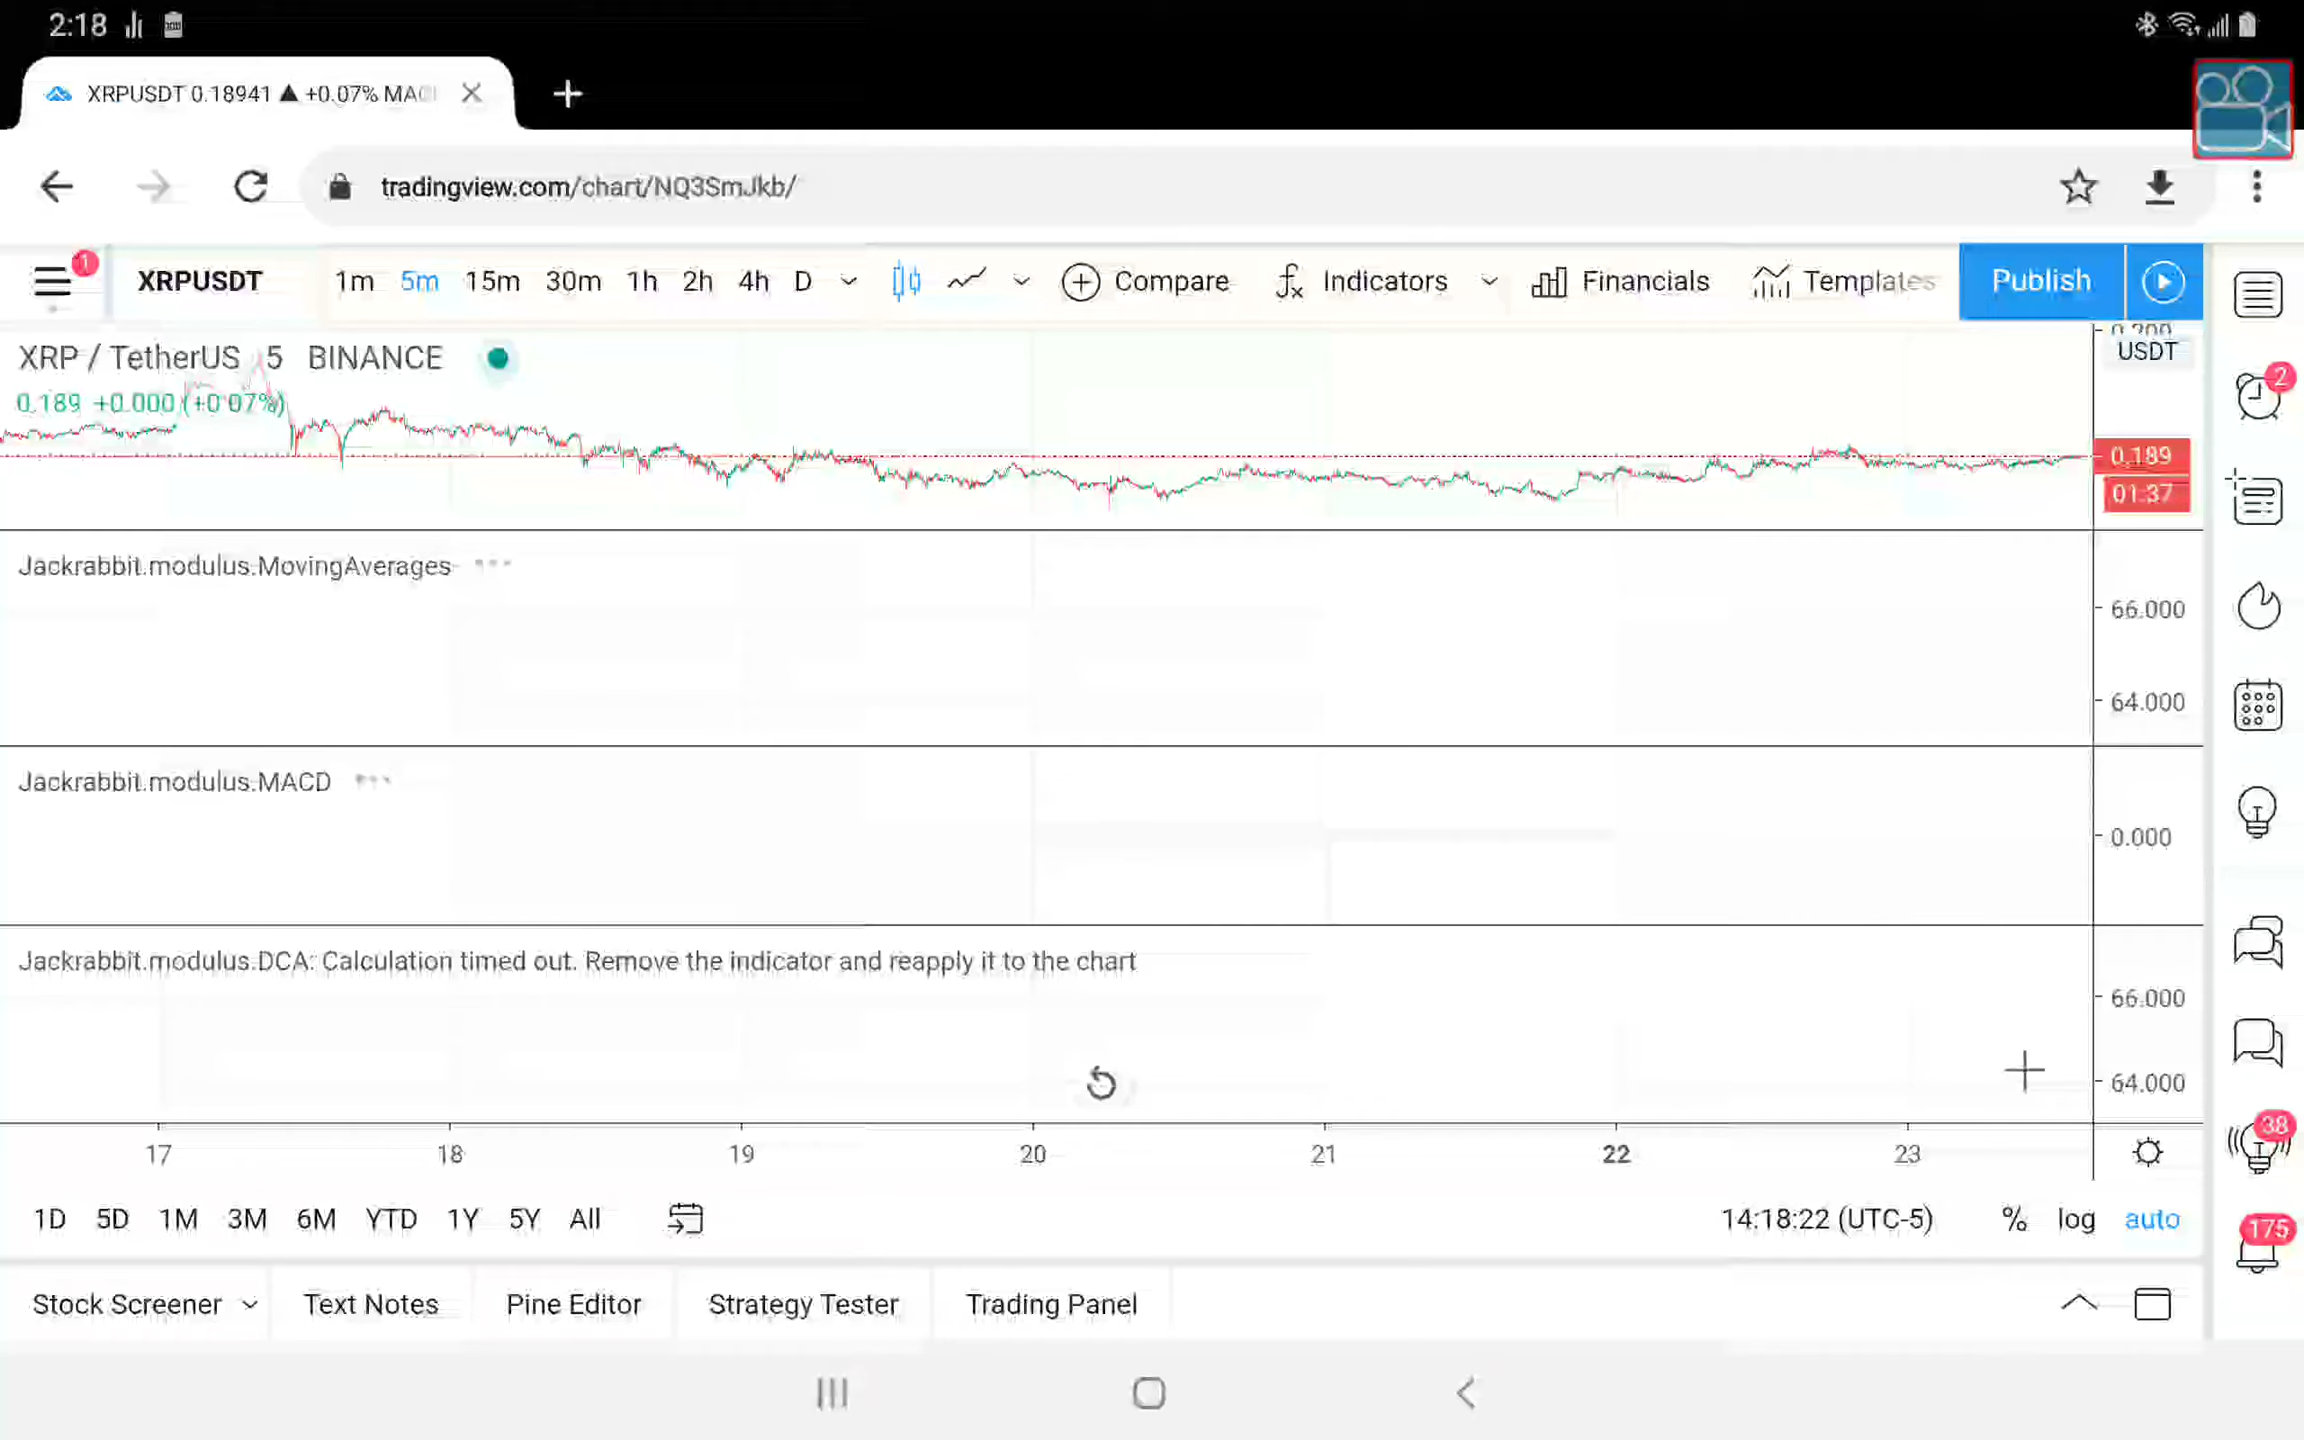 2:18
XRPUSDT 0.18941 ▲ +0.07% MAC
tradingview.com/chart/NQ3SmJkb/
1
XRPUSDT 1m 5m 15m 30m 1h 2h 4h D Compare Indicators Financials Templates Publish
0.200
XRP / TetherUS 5 BINANCE
USDT
0.189 +0.000 (+0.07%)
2
0.189
01:37
Jackrabbit.modulus.MovingAverages
66.000
64.000
Jackrabbit.modulus.MACD
0.000
Jackrabbit.modulus.DCA: Calculation timed out. Remove the indicator and reapply it to the chart
66.000
64.000
38
17 18 19 20 21 22 23
1D 5D 1M 3M 6M YTD 1Y 5Y All 14:18:22 (UTC-5) % log auto
175
Stock Screener Text Notes Pine Editor Strategy Tester Trading Panel